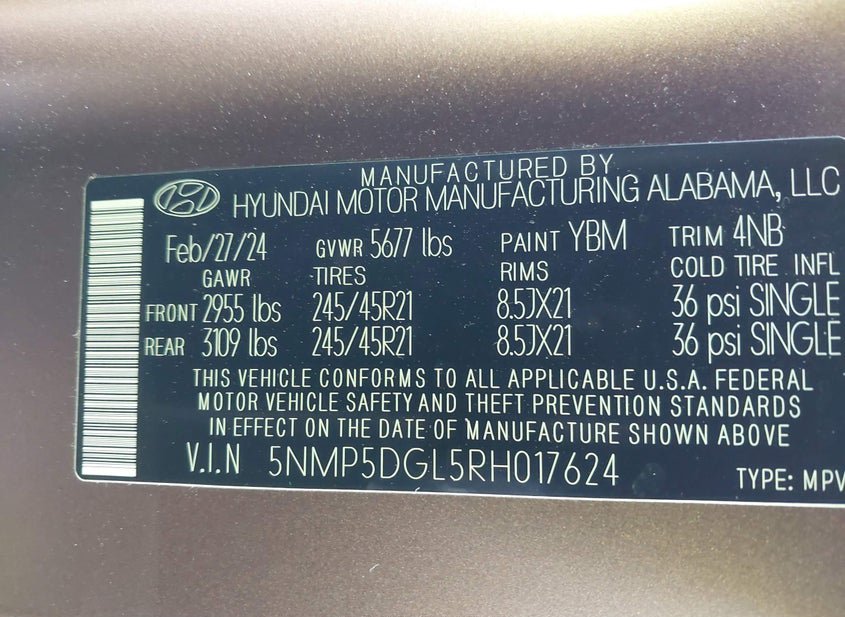 MANUFACTURED BY
HYUNDAI MOTOR MANUFACTURING ALABAMA, LLC
Feb/27/24 GVWR 5677 lbs PAINT YBM TRIM 4NB
GAWR TIRES RIMS COLD TIRE INFL
FRONT 2955 lbs 245/45R21 8.5JX21 36 psi SINGLE
REAR 3109 lbs 245/45R21 8.5JX21 36 psi SINGLE
THIS VEHICLE CONFORMS TO ALL APPLICABLE U.S.A. FEDERAL
MOTOR VEHICLE SAFETY AND THEFT PREVENTION STANDARDS
IN EFFECT ON THE DATE OF MANUFACTURE SHOWN ABOVE
V.I.N 5NMP5DGL5RH017624 TYPE: MPV